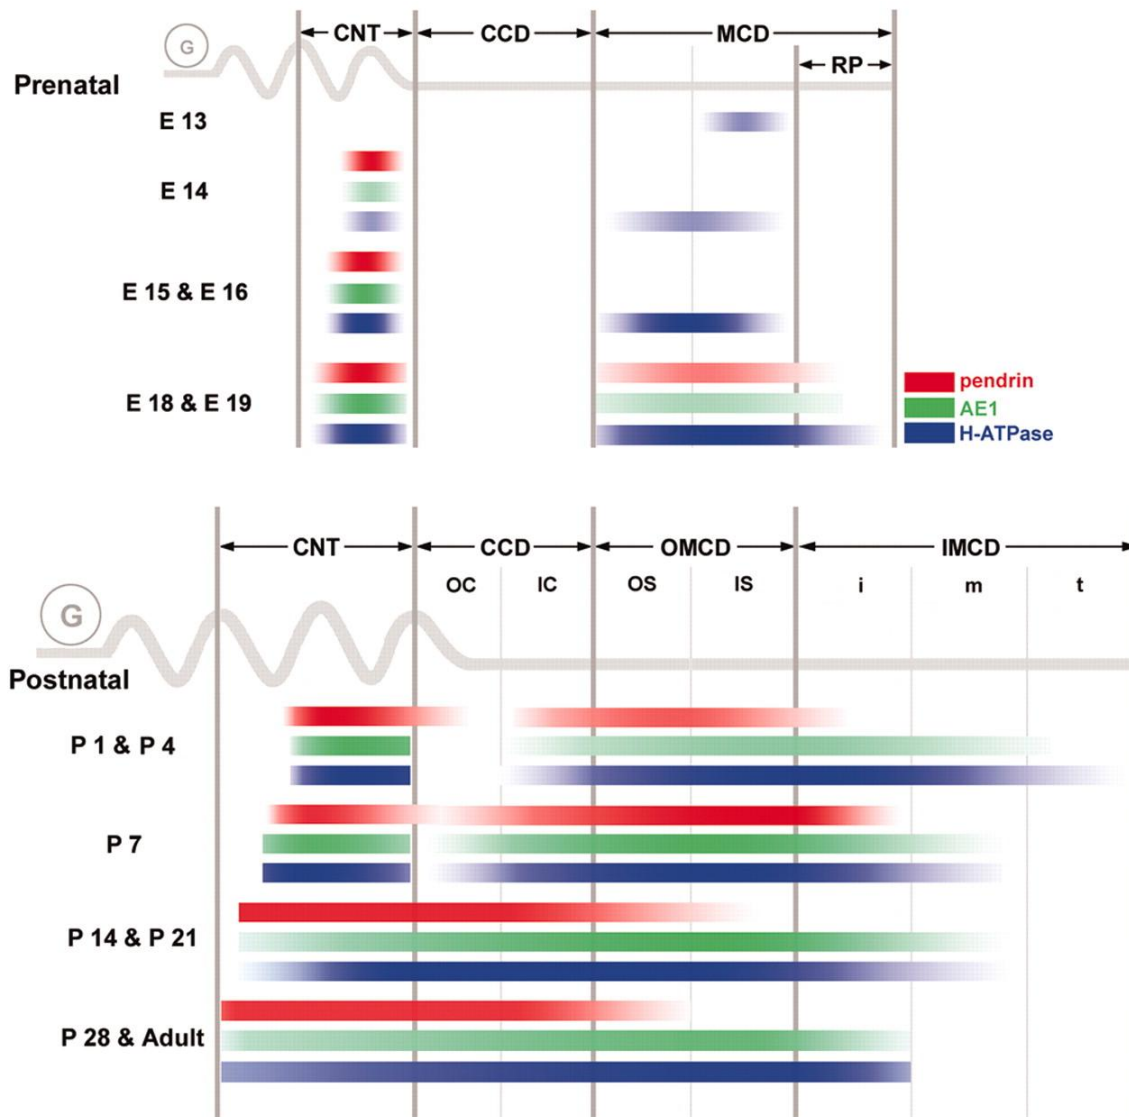 CNT CCD MCD
G
RP
Prenatal
E 13
E 14
E 15 & E 16
E 18 & E 19
pendrin
AE1
H-ATPase
CNT CCD OMCD IMCD
OC IC OS IS i m t
G
Postnatal
P 1 & P 4
P 7
P 14 & P 21
P 28 & Adult